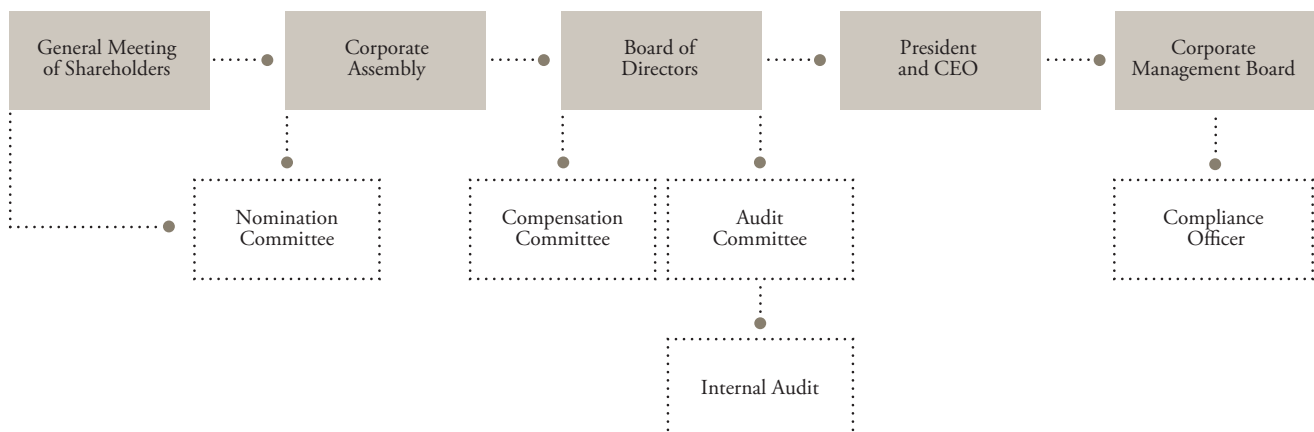 General Meeting
of Shareholders
Corporate
Assembly
Board of
Directors
President
and CEO
Corporate
Management Board
Nomination
Committee
Compensation
Committee
Audit
Committee
Compliance
Officer
Internal Audit